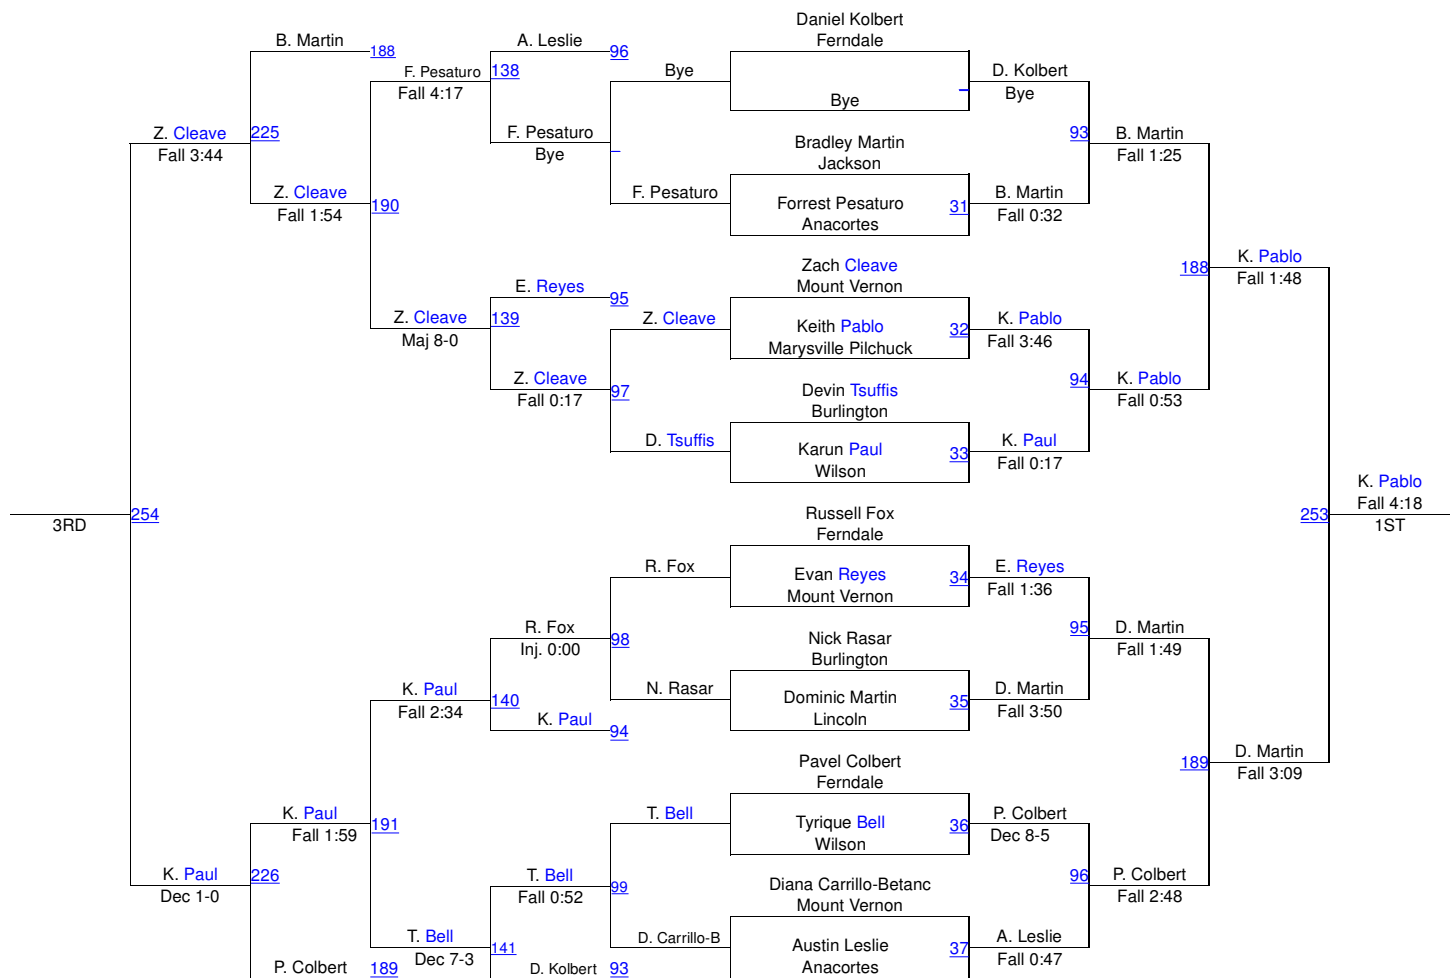 Daniel Kolbert
Ferndale
B. Martin
188
A. Leslie
96
F. Pesaturo
138
Fall 4:17
Bye
D. Kolbert
Bye
Bye
Z. Cleave
225
Fall 3:44
F. Pesaturo
Bye
Bradley Martin
Jackson
93
B. Martin
Fall 1:25
Z. Cleave
Fall 1:54
190
F. Pesaturo
Forrest Pesaturo
Anacortes
31
B. Martin
Fall 0:32
Zach Cleave
Mount Vernon
188
K. Pablo
Fall 1:48
E. Reyes
95
Z. Cleave
Maj 8-0
139
Z. Cleave
Keith Pablo
Marysville Pilchuck
32
K. Pablo
Fall 3:46
Z. Cleave
Fall 0:17
97
Devin Tsuffis
Burlington
94
K. Pablo
Fall 0:53
D. Tsuffis
Karun Paul
Wilson
33
K. Paul
Fall 0:17
3RD
254
Russell Fox
Ferndale
253
K. Pablo
Fall 4:18
1ST
R. Fox
Evan Reyes
Mount Vernon
34
E. Reyes
Fall 1:36
R. Fox
Inj. 0:00
98
Nick Rasar
Burlington
95
D. Martin
Fall 1:49
K. Paul
Fall 2:34
140
N. Rasar
Dominic Martin
Lincoln
35
D. Martin
Fall 3:50
K. Paul
94
Pavel Colbert
Ferndale
189
D. Martin
Fall 3:09
K. Paul
Fall 1:59
191
T. Bell
Tyrique Bell
Wilson
36
P. Colbert
Dec 8-5
K. Paul
Dec 1-0
226
T. Bell
Fall 0:52
99
Diana Carrillo-Betanc
Mount Vernon
96
P. Colbert
Fall 2:48
T. Bell
Dec 7-3
141
D. Carrillo-B
Austin Leslie
Anacortes
37
A. Leslie
Fall 0:47
P. Colbert
189
D. Kolbert
93